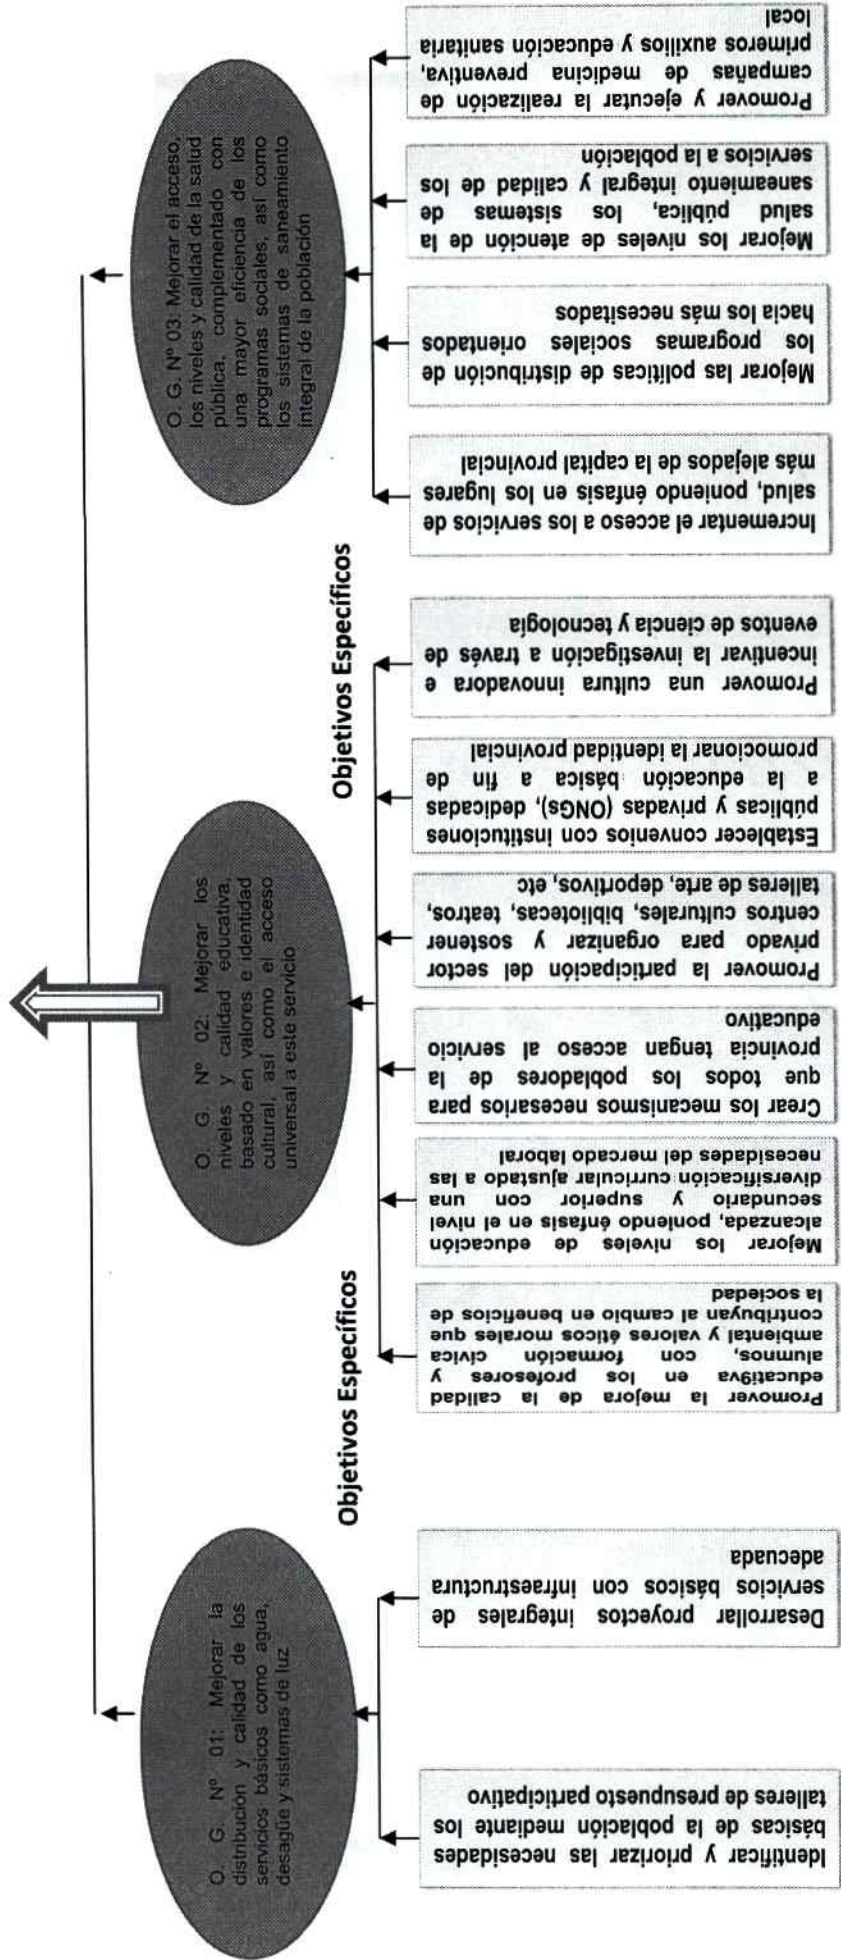 O. G. Nº 01: Mejorar la
distribución y calidad de los
servicios básicos como agua,
desagüe y sistemas de luz
O. G. Nº 02: Mejorar los
niveles y calidad educativa,
basado en valores e identidad
cultural, así como el acceso
universal a este servicio
O. G. Nº 03: Mejorar el acceso,
los niveles y calidad de la salud
pública, complementado con
una mayor eficiencia de los
programas sociales, así como
los sistemas de saneamiento
integral de la población
Objetivos Específicos
Objetivos Específicos
Identificar y priorizar las necesidades
básicas de la población mediante los
talleres de presupuesto participativo
Desarrollar proyectos integrales de
servicios básicos con infraestructura
adecuada
Promover la mejora de la calidad
educati9va en los profesores y
alumnos, con formación cívica
ambiental y valores éticos morales que
contribuyan al cambio en beneficios de
la sociedad
Mejorar los niveles de educación
alcanzada, poniendo énfasis en el nivel
secundario y superior con una
diversificación curricular ajustado a las
necesidades del mercado laboral
Crear los mecanismos necesarios para
que todos los pobladores de la
provincia tengan acceso al servicio
educativo
Promover la participación del sector
privado para organizar y sostener
centros culturales, bibliotecas, teatros,
talleres de arte, deportivos, etc
Establecer convenios con instituciones
públicas y privadas (ONGs), dedicadas
a la educación básica a fin de
promocionar la identidad provincial
Promover una cultura innovadora e
incentivar la investigación a través de
eventos de ciencia y tecnología
Incrementar el acceso a los servicios de
salud, poniendo énfasis en los lugares
más alejados de la capital provincial
Mejorar las políticas de distribución de
los programas sociales orientados
hacia los más necesitados
Mejorar los niveles de atención de la
salud pública, los sistemas de
saneamiento integral y calidad de los
servicios a la población
Promover y ejecutar la realización de
campañas de medicina preventiva,
primeros auxilios y educación sanitaria
local